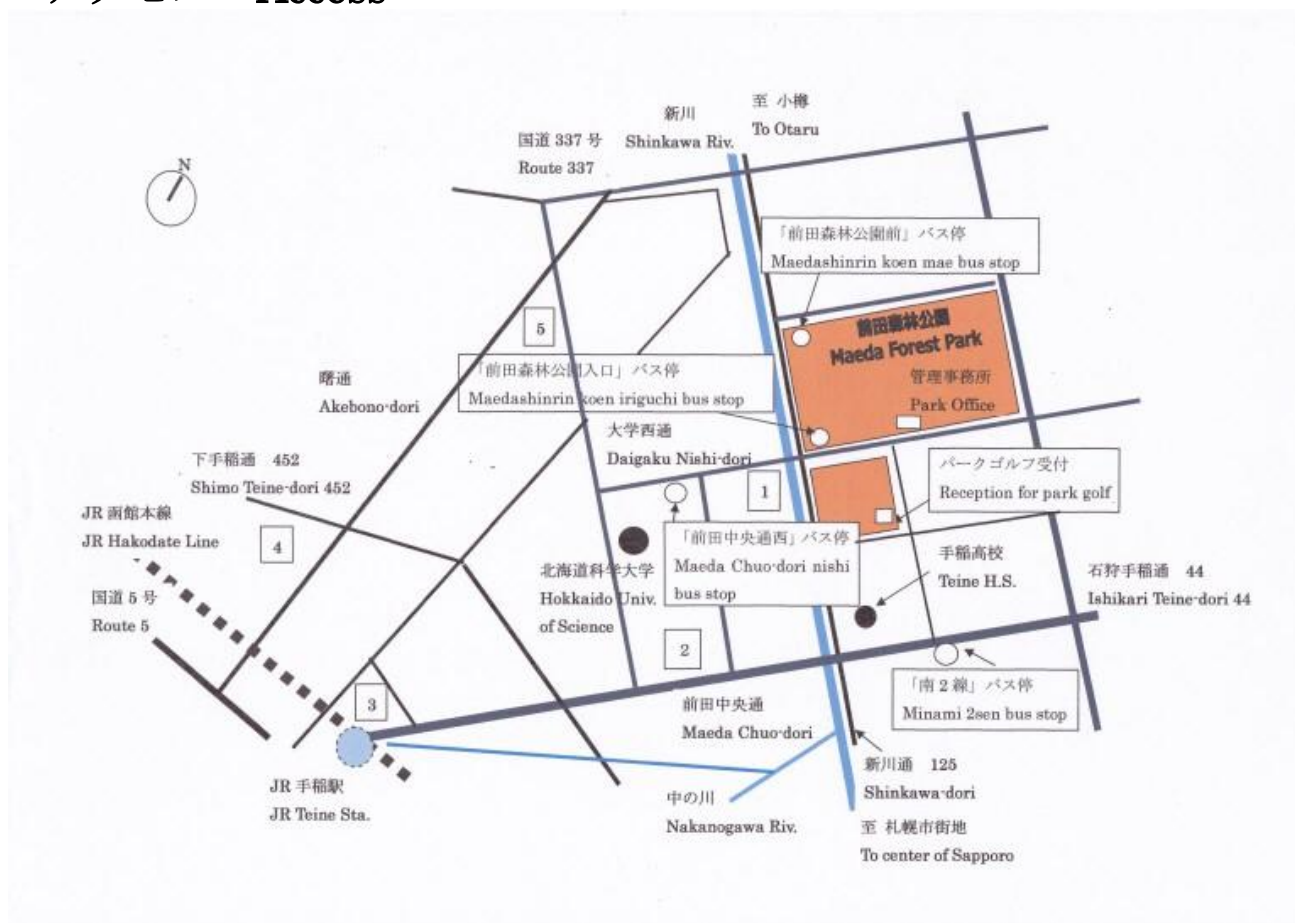 アクセス Access
至 小樽
To Otaru
新川
Shinkawa Riv.
国道 337 号
Route 337
N
「前田森林公園前」バス停
Maedashinrin koen mae bus stop
前田森林公園
Maeda Forest Park
管理事務所
Park Office
5
「前田森林公園入口」バス停
Maedashinrin koen iriguchi bus stop
曙通
Akebono-dori
大学西通
Daigaku Nishi-dori
下手稲通 452
Shimo Teine-dori 452
パークゴルフ受付
Reception for park golf
1
JR 函館本線
JR Hakodate Line
4
「前田中央通西」バス停
Maeda Chuo-dori nishi
bus stop
手稲高校
Teine H.S.
北海道科学大学
Hokkaido Univ.
of Science
石狩手稲通 44
Ishikari Teine-dori 44
国道 5 号
Route 5
2
「南 2 線」バス停
Minami 2sen bus stop
3
前田中央通
Maeda Chuo-dori
新川通 125
Shinkawa-dori
JR 手稲駅
JR Teine Sta.
中の川
Nakanogawa Riv.
至 札幌市街地
To center of Sapporo